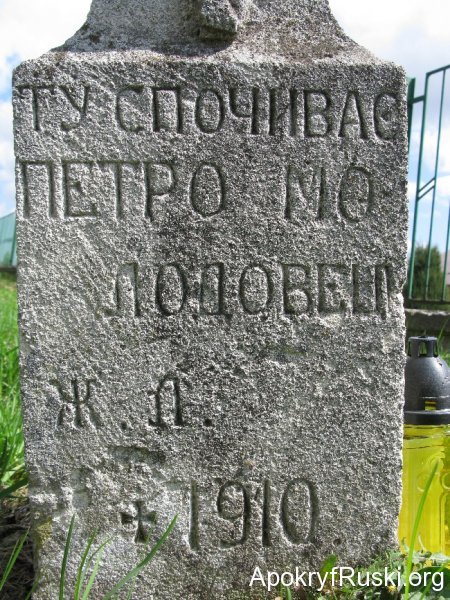 ТУ СПОЧИВАЄ
ПЕТРО МО
ЛОДОВЕЦ
Ж. Л.
✝ 1910.
ApokryfRuski.org